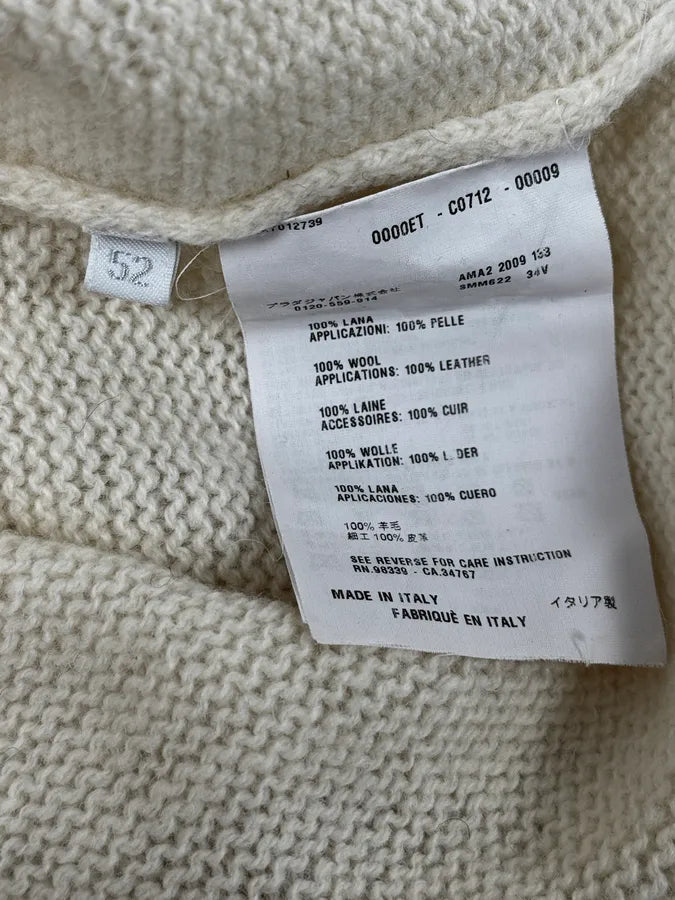 52
7012739
0000ET - C0712 - 00009
AMA2 2009 133
SMM622 34V
プラダジャパン株式会社
0120-559-014
100% LANA
APPLICAZIONI: 100% PELLE
100% WOOL
APPLICATIONS: 100% LEATHER
100% LAINE
ACCESSOIRES: 100% CUIR
100% WOLLE
APPLIKATION: 100% L DER
100% LANA
APLICACIONES: 100% CUERO
100% 羊毛
細工 100% 皮革
SEE REVERSE FOR CARE INSTRUCTION
RN.98339 - CA.34767
MADE IN ITALY イタリア製
FABRIQUÈ EN ITALY